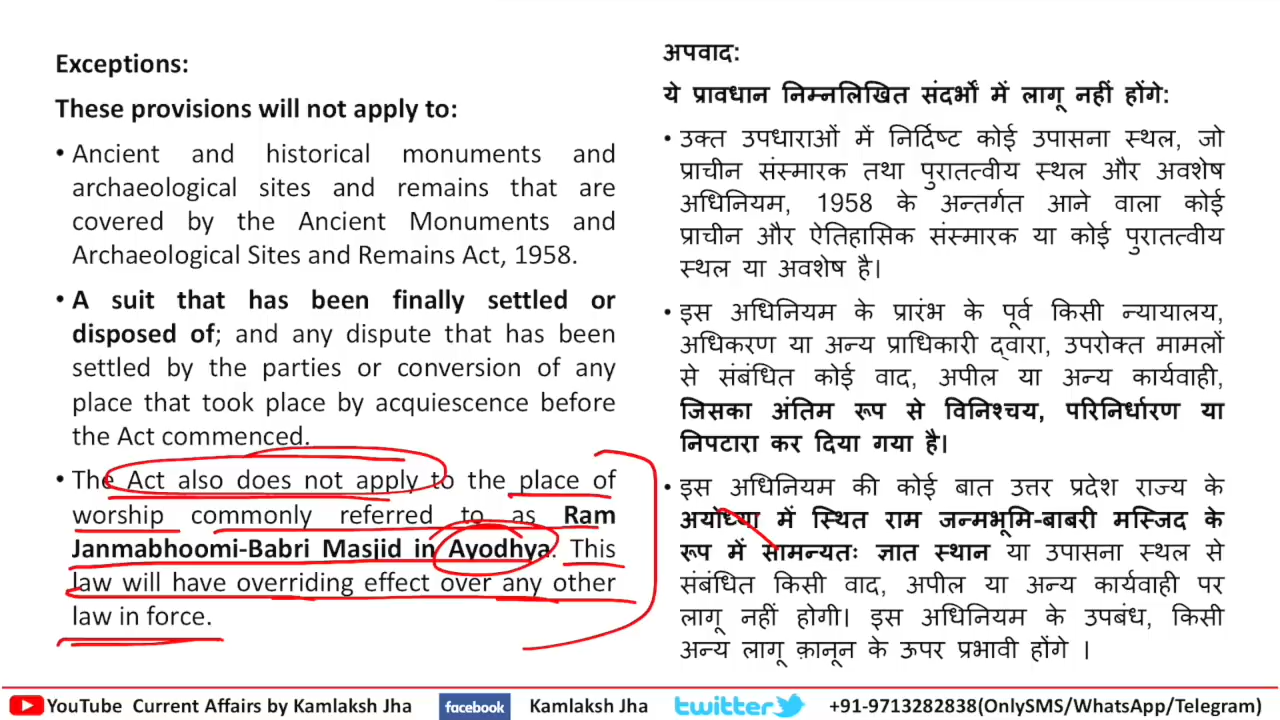 Exceptions:
These provisions will not apply to:
• Ancient and historical monuments and
archaeological sites and remains that are
covered by the Ancient Monuments and
Archaeological Sites and Remains Act, 1958.
• A suit that has been finally settled or
disposed of; and any dispute that has been
settled by the parties or conversion of any
place that took place by acquiescence before
the Act commenced.
• The Act also does not apply to the place of
worship commonly referred to as Ram
Janmabhoomi-Babri Masjid in Ayodhya. This
law will have overriding effect over any other
law in force.
अपवाद:
ये प्रावधान निम्नलिखित संदर्भों में लागू नहीं होंगे:
• उक्त उपधाराओं में निर्दिष्ट कोई उपासना स्थल, जो
प्राचीन संस्मारक तथा पुरातत्वीय स्थल और अवशेष
अधिनियम, 1958 के अन्तर्गत आने वाला कोई
प्राचीन और ऐतिहासिक संस्मारक या कोई पुरातत्वीय
स्थल या अवशेष है।
• इस अधिनियम के प्रारंभ के पूर्व किसी न्यायालय,
अधिकरण या अन्य प्राधिकारी द्वारा, उपरोक्त मामलों
से संबंधित कोई वाद, अपील या अन्य कार्यवाही,
जिसका अंतिम रूप से विनिश्चय, परिनिर्धारण या
निपटारा कर दिया गया है।
• इस अधिनियम की कोई बात उत्तर प्रदेश राज्य के
अयोध्या में स्थित राम जन्मभूमि-बाबरी मस्जिद के
रूप में सामन्यतः ज्ञात स्थान या उपासना स्थल से
संबंधित किसी वाद, अपील या अन्य कार्यवाही पर
लागू नहीं होगी। इस अधिनियम के उपबंध, किसी
अन्य लागू क़ानून के ऊपर प्रभावी होंगे ।
YouTube Current Affairs by Kamlaksh Jha facebook Kamlaksh Jha twitter +91-9713282838(OnlySMS/WhatsApp/Telegram)